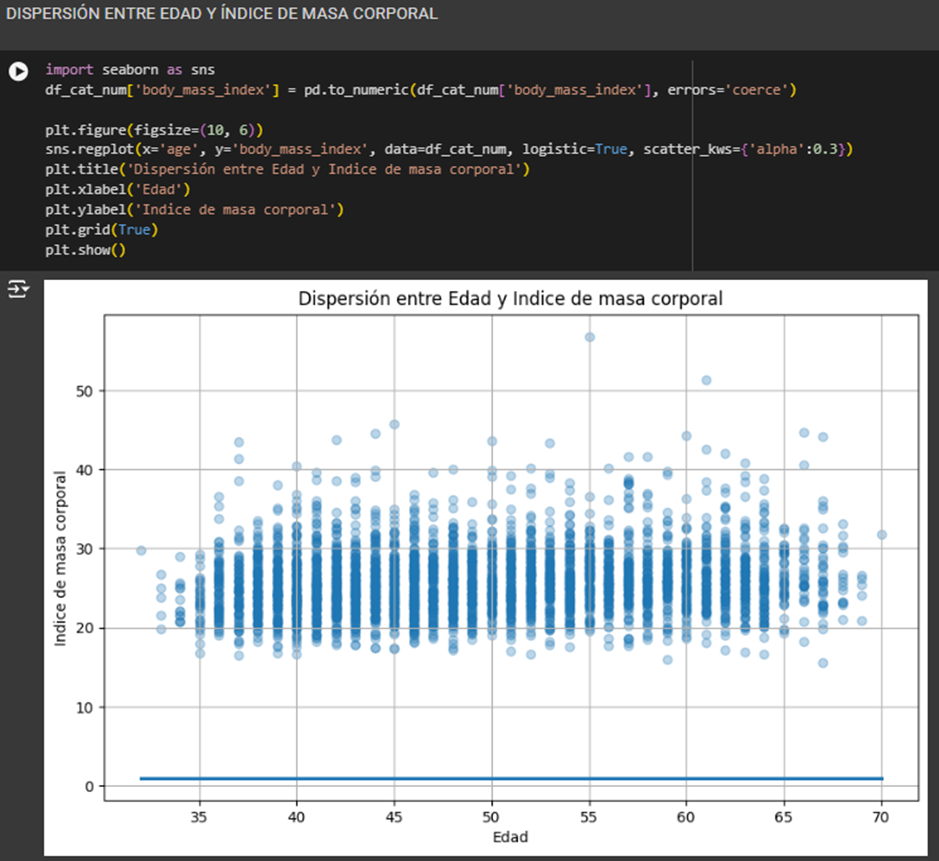 DISPERSIÓN ENTRE EDAD Y ÍNDICE DE MASA CORPORAL
import seaborn as sns
df_cat_num['body_mass_index'] = pd.to_numeric(df_cat_num['body_mass_index'], errors='coerce')
plt.figure(figsize=(10, 6))
sns.regplot(x='age', y='body_mass_index', data=df_cat_num, logistic=True, scatter_kws={'alpha':0.3})
plt.title('Dispersión entre Edad y Indice de masa corporal')
plt.xlabel('Edad')
plt.ylabel('Indice de masa corporal')
plt.grid(True)
plt.show()
Dispersión entre Edad y Indice de masa corporal
Indice de masa corporal
50
40
30
20
10
0
35 40 45 50 55 60 65 70
Edad